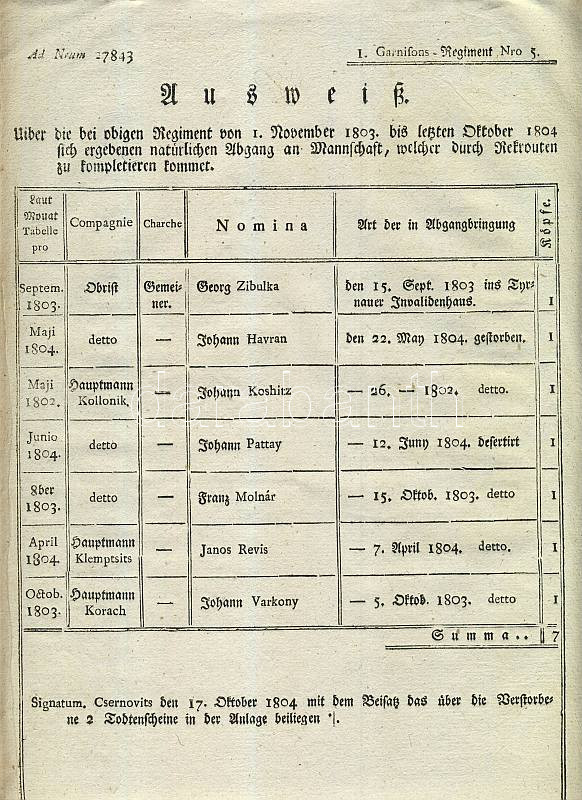 Ad Num 27843
I. Garnisons-Regiment Nro 5.
Ausweiß.
Uiber die bei obigen Regiment von 1. November 1803. bis letzten Oktober 1804
sich ergebenen natürlichen Abgang an Mannschaft, welcher durch Rekrouten
zu kompletieren kommet.
Laut Monat Tabelle pro | Compagnie | Charche | Nomina | Art der in Abgangbringung | Köpfe.
Septem. 1803. | Obrist | Gemeiner. | Georg Zibulka | den 15. Sept. 1803 ins Tyrnauer Invalidenhaus. | 1
Maji 1804. | detto | — | Johann Havran | den 22. May 1804. gestorben. | 1
Maji 1802. | Hauptmann Kollonik. | — | Johann Koshitz | — 26. — 1802. detto. | 1
Junio 1804. | detto | — | Johann Pattay | — 12. Juny 1804. desertirt | 1
8ber 1803. | detto | — | Franz Molnár | — 15. Oktob. 1803. detto | 1
April 1804. | Hauptmann Klemptsits | — | Janos Revis | — 7. April 1804. detto. | 1
Octob. 1803. | Hauptmann Korach | — | Johann Varkony | — 5. Oktob. 1803. detto | 1
Summa.. | 7
Signatum. Csernovits den 17. Oktober 1804 mit dem Beisatz das über die Verstorbe-
ne 2 Todtenscheine in der Anlage beiliegen ·|.
darabanth